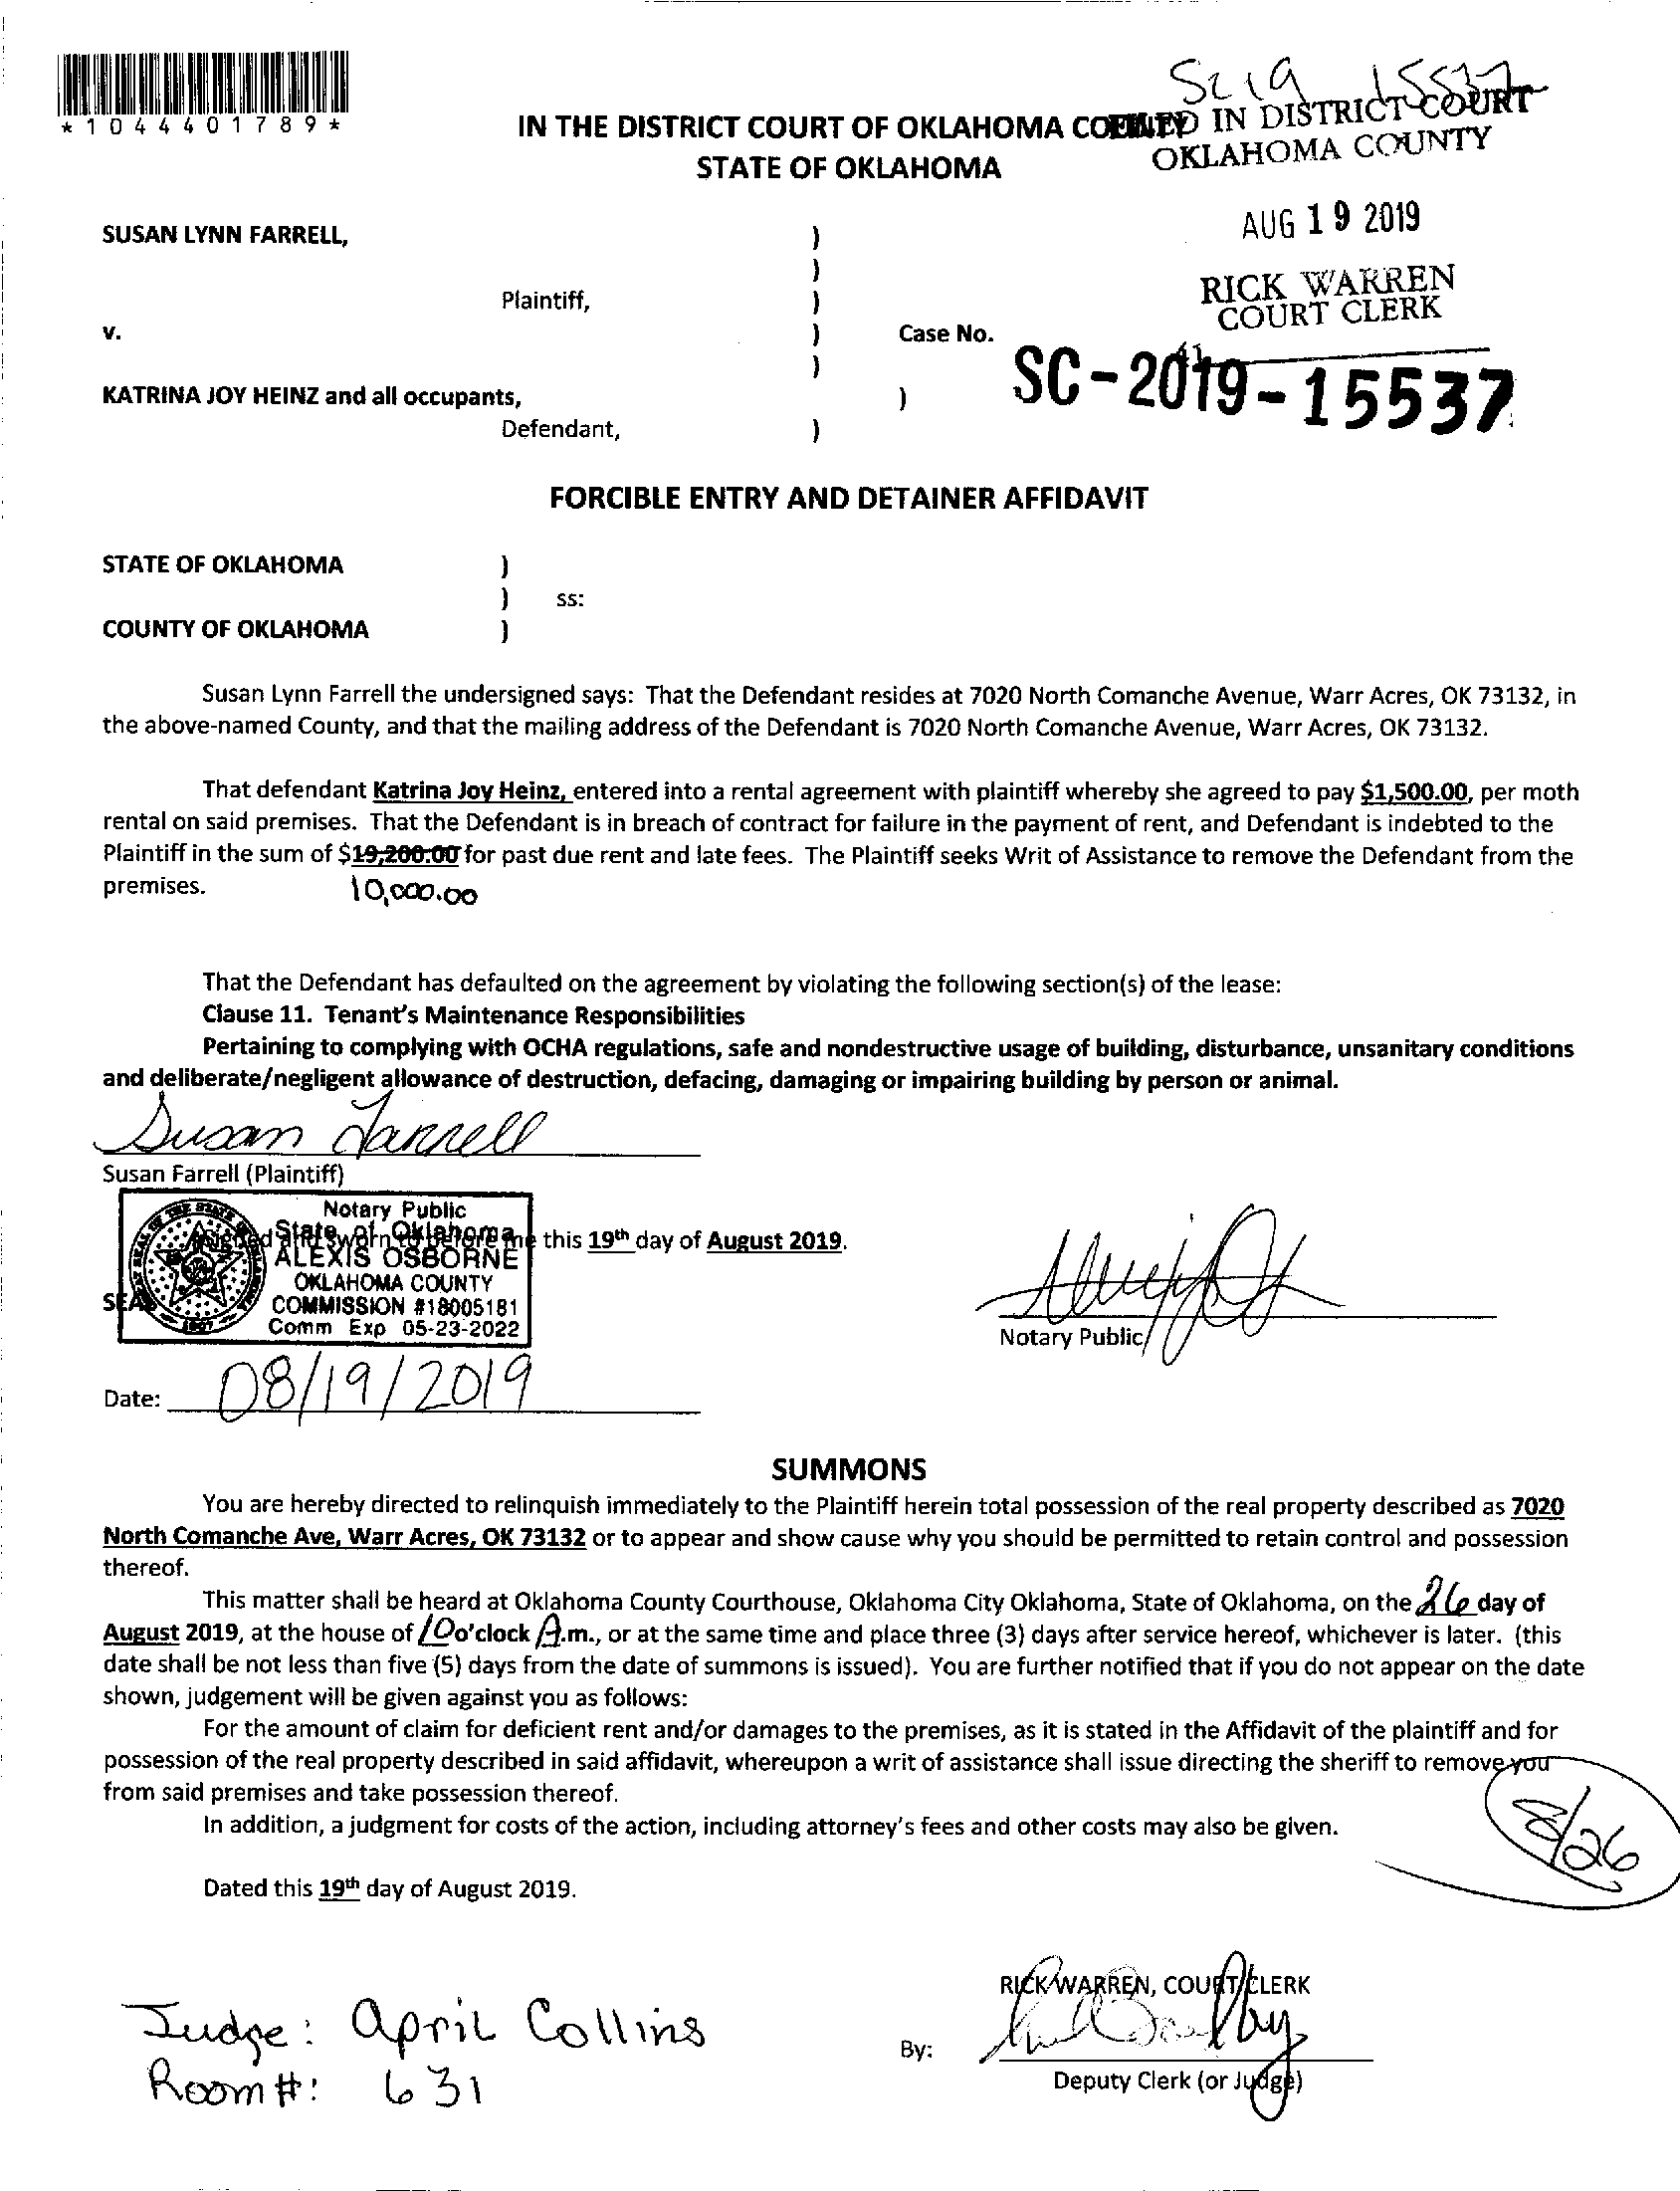 *1044401789*
SC 19 15537
IN THE DISTRICT COURT OF OKLAHOMA COUNTY
STATE OF OKLAHOMA
FILED IN DISTRICT COURT
OKLAHOMA COUNTY
AUG 19 2019
RICK WARREN
COURT CLERK
41
SUSAN LYNN FARRELL, )
)
Plaintiff, )
v. ) Case No.
)
SC-2019-15537
KATRINA JOY HEINZ and all occupants, )
Defendant, )
FORCIBLE ENTRY AND DETAINER AFFIDAVIT
STATE OF OKLAHOMA )
) ss:
COUNTY OF OKLAHOMA )
Susan Lynn Farrell the undersigned says: That the Defendant resides at 7020 North Comanche Avenue, Warr Acres, OK 73132, in
the above-named County, and that the mailing address of the Defendant is 7020 North Comanche Avenue, Warr Acres, OK 73132.
That defendant Katrina Joy Heinz, entered into a rental agreement with plaintiff whereby she agreed to pay $1,500.00, per moth
rental on said premises. That the Defendant is in breach of contract for failure in the payment of rent, and Defendant is indebted to the
Plaintiff in the sum of $19,200.00 for past due rent and late fees. The Plaintiff seeks Writ of Assistance to remove the Defendant from the
premises. 10,000.00
That the Defendant has defaulted on the agreement by violating the following section(s) of the lease:
Clause 11. Tenant's Maintenance Responsibilities
Pertaining to complying with OCHA regulations, safe and nondestructive usage of building, disturbance, unsanitary conditions
and deliberate/negligent allowance of destruction, defacing, damaging or impairing building by person or animal.
Susan Farrell
Susan Farrell (Plaintiff)
Notary Public
State of Oklahoma
ALEXIS OSBORNE
OKLAHOMA COUNTY
COMMISSION #18005181
Comm Exp 05-23-2022
Signed and sworn to before me this 19th day of August 2019.
SEAL
Notary Public
Date: 08/19/2019
SUMMONS
You are hereby directed to relinquish immediately to the Plaintiff herein total possession of the real property described as 7020
North Comanche Ave, Warr Acres, OK 73132 or to appear and show cause why you should be permitted to retain control and possession
thereof.
This matter shall be heard at Oklahoma County Courthouse, Oklahoma City Oklahoma, State of Oklahoma, on the 26 day of
August 2019, at the house of 10 o'clock A.m., or at the same time and place three (3) days after service hereof, whichever is later. (this
date shall be not less than five (5) days from the date of summons is issued). You are further notified that if you do not appear on the date
shown, judgement will be given against you as follows:
For the amount of claim for deficient rent and/or damages to the premises, as it is stated in the Affidavit of the plaintiff and for
possession of the real property described in said affidavit, whereupon a writ of assistance shall issue directing the sheriff to remove you
from said premises and take possession thereof.
In addition, a judgment for costs of the action, including attorney's fees and other costs may also be given.
8/26
Dated this 19th day of August 2019.
RICK WARREN, COURT CLERK
Judge: April Collins
Room #: 631
By:
Deputy Clerk (or Judge)